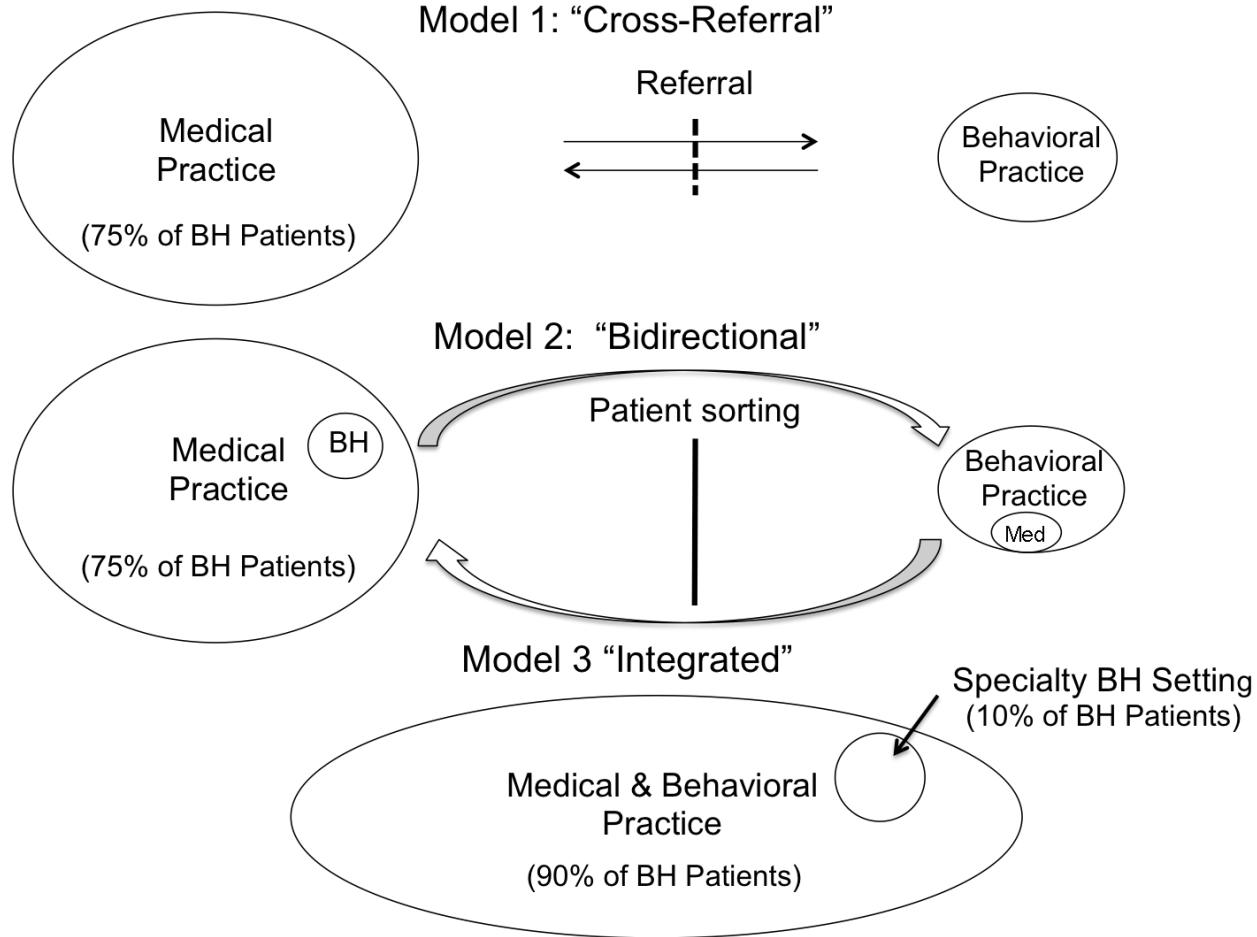 Model 1: “Cross-Referral”
Referral
Medical
Practice
(75% of BH Patients)
Behavioral
Practice
Model 2:  “Bidirectional”
Patient sorting
Medical
Practice
BH
(75% of BH Patients)
Behavioral
Practice
Med
Model 3 “Integrated”
Specialty BH Setting
(10% of BH Patients)
Medical & Behavioral
Practice
(90% of BH Patients)